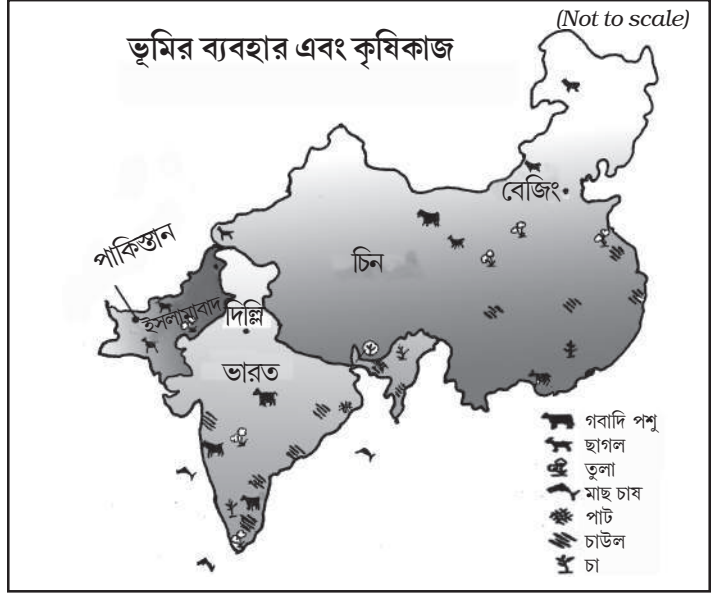 (Not to scale)
ভূমির ব্যবহার এবং কৃষিকাজ
বেজিং
পাকিস্তান
চিন
ইসলামাবাদ
দিল্লি
ভারত
গবাদি পশু
ছাগল
তুলা
মাছ চাষ
পাট
চাউল
চা